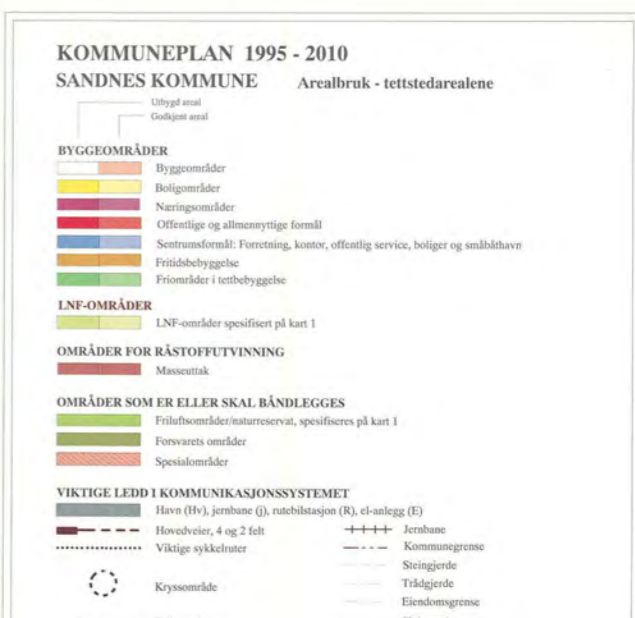 KOMMUNEPLAN 1995 - 2010
SANDNES KOMMUNE Arealbruk - tettstedarealene
Utbygd areal
Godkjent areal
BYGGEOMRÅDER
Byggeområder
Boligområder
Næringsområder
Offentlige og allmennyttige formål
Sentrumsformål: Forretning, kontor, offentlig service, boliger og småbåthavn
Fritidsbebyggelse
Friområder i tettbebyggelse
LNF-OMRÅDER
LNF-områder spesifisert på kart 1
OMRÅDER FOR RÅSTOFFUTVINNING
Masseuttak
OMRÅDER SOM ER ELLER SKAL BÅNDLEGGES
Friluftsområder/naturreservat, spesifiseres på kart 1
Forsvarets områder
Spesialområder
VIKTIGE LEDD I KOMMUNIKASJONSSYSTEMET
Havn (Hv), jernbane (j), rutebilstasjon (R), el-anlegg (E)
Hovedveier, 4 og 2 felt Jernbane
Viktige sykkelruter Kommunegrense
Steingjerde
Trådgjerde
Kryssområde
Eiendomsgrense